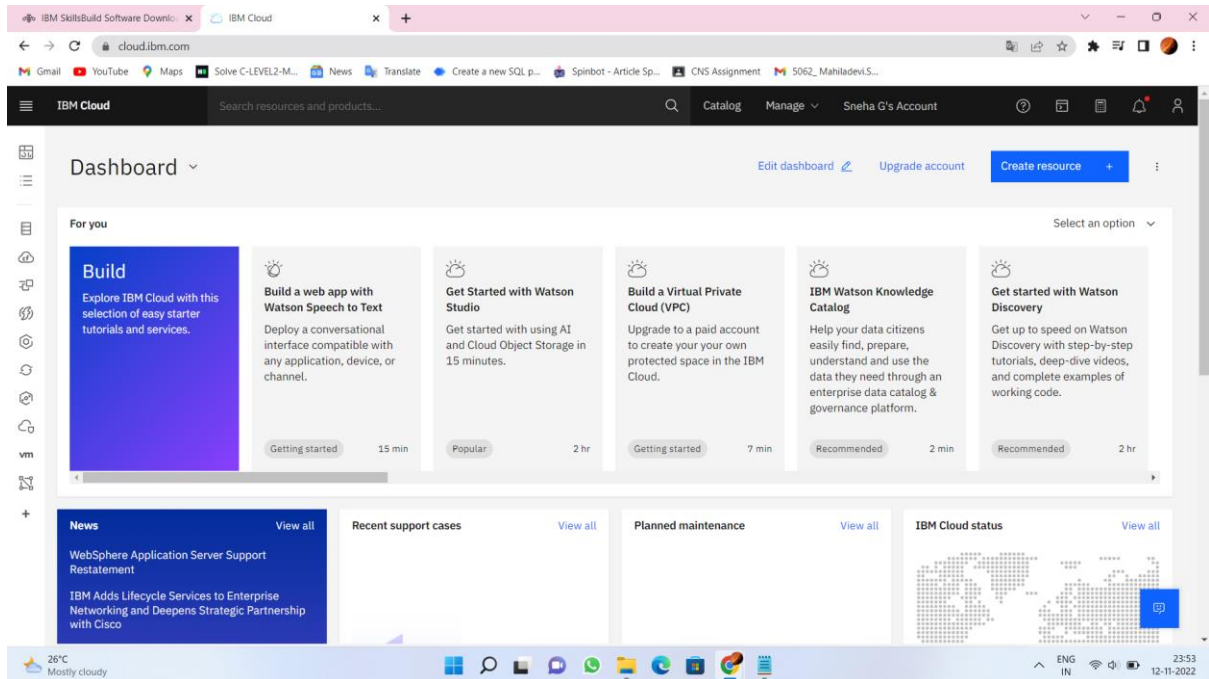 IBM SkillsBuild Software Downlo
IBM Cloud
cloud.ibm.com
Gmail
YouTube
Maps
Solve C-LEVEL2-M...
News
Translate
Create a new SQL p...
Spinbot - Article Sp...
CNS Assignment
5062_ Mahiladevi.S...
IBM Cloud
Search resources and products...
Catalog
Manage
Sneha G's Account
Dashboard
Edit dashboard
Upgrade account
Create resource +
For you
Select an option
Build
Explore IBM Cloud with this
selection of easy starter
tutorials and services.
Build a web app with
Watson Speech to Text
Deploy a conversational
interface compatible with
any application, device, or
channel.
Getting started
15 min
Get Started with Watson
Studio
Get started with using AI
and Cloud Object Storage in
15 minutes.
Popular
2 hr
Build a Virtual Private
Cloud (VPC)
Upgrade to a paid account
to create your your own
protected space in the IBM
Cloud.
Getting started
7 min
IBM Watson Knowledge
Catalog
Help your data citizens
easily find, prepare,
understand and use the
data they need through an
enterprise data catalog &
governance platform.
Recommended
2 min
Get started with Watson
Discovery
Get up to speed on Watson
Discovery with step-by-step
tutorials, deep-dive videos,
and complete examples of
working code.
Recommended
2 hr
vm
News
View all
WebSphere Application Server Support
Restatement
IBM Adds Lifecycle Services to Enterprise
Networking and Deepens Strategic Partnership
with Cisco
Recent support cases
View all
Planned maintenance
View all
IBM Cloud status
View all
26°C
Mostly cloudy
ENG
IN
23:53
12-11-2022